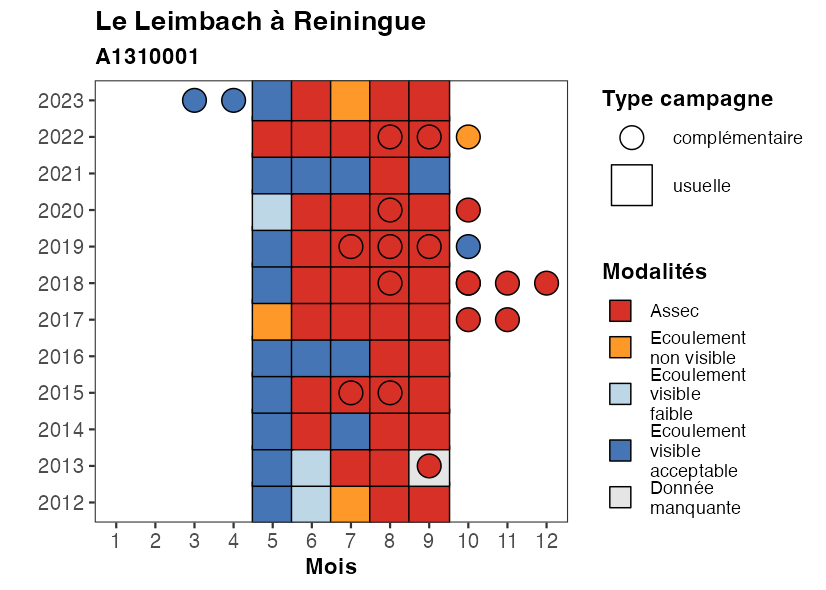 Le Leimbach à Reiningue
A1310001
2023
2022
2021
2020
2019
2018
2017
2016
2015
2014
2013
2012
1 2 3 4 5 6 7 8 9 10 11 12
Mois
Type campagne
complémentaire
usuelle
Modalités
Assec
Ecoulement
non visible
Ecoulement
visible
faible
Ecoulement
visible
acceptable
Donnée
manquante